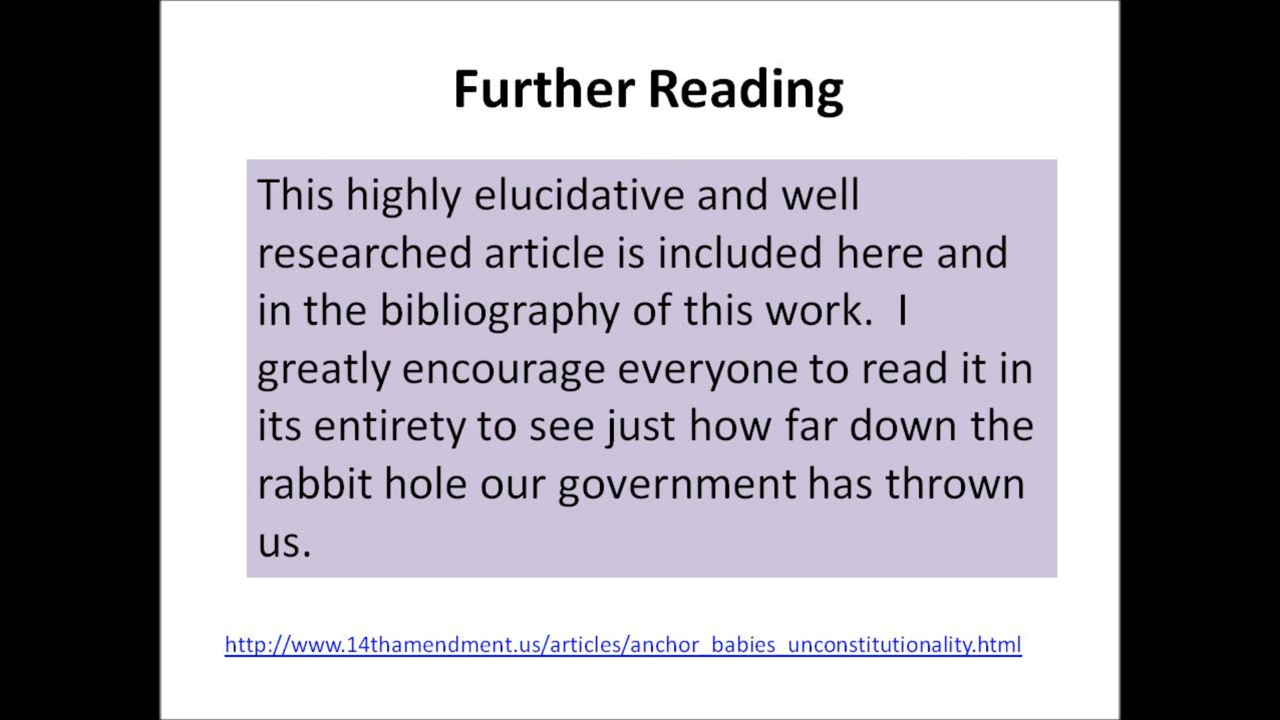 Further Reading
This highly elucidative and well
researched article is included here and
in the bibliography of this work.  I
greatly encourage everyone to read it in
its entirety to see just how far down the
rabbit hole our government has thrown
us.
http://www.14thamendment.us/articles/anchor_babies_unconstitutionality.html